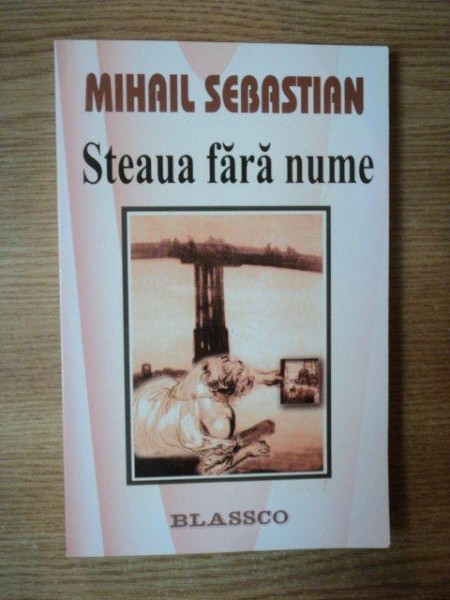 MIHAIL SEBASTIAN
Steaua fără nume
BLASSCO